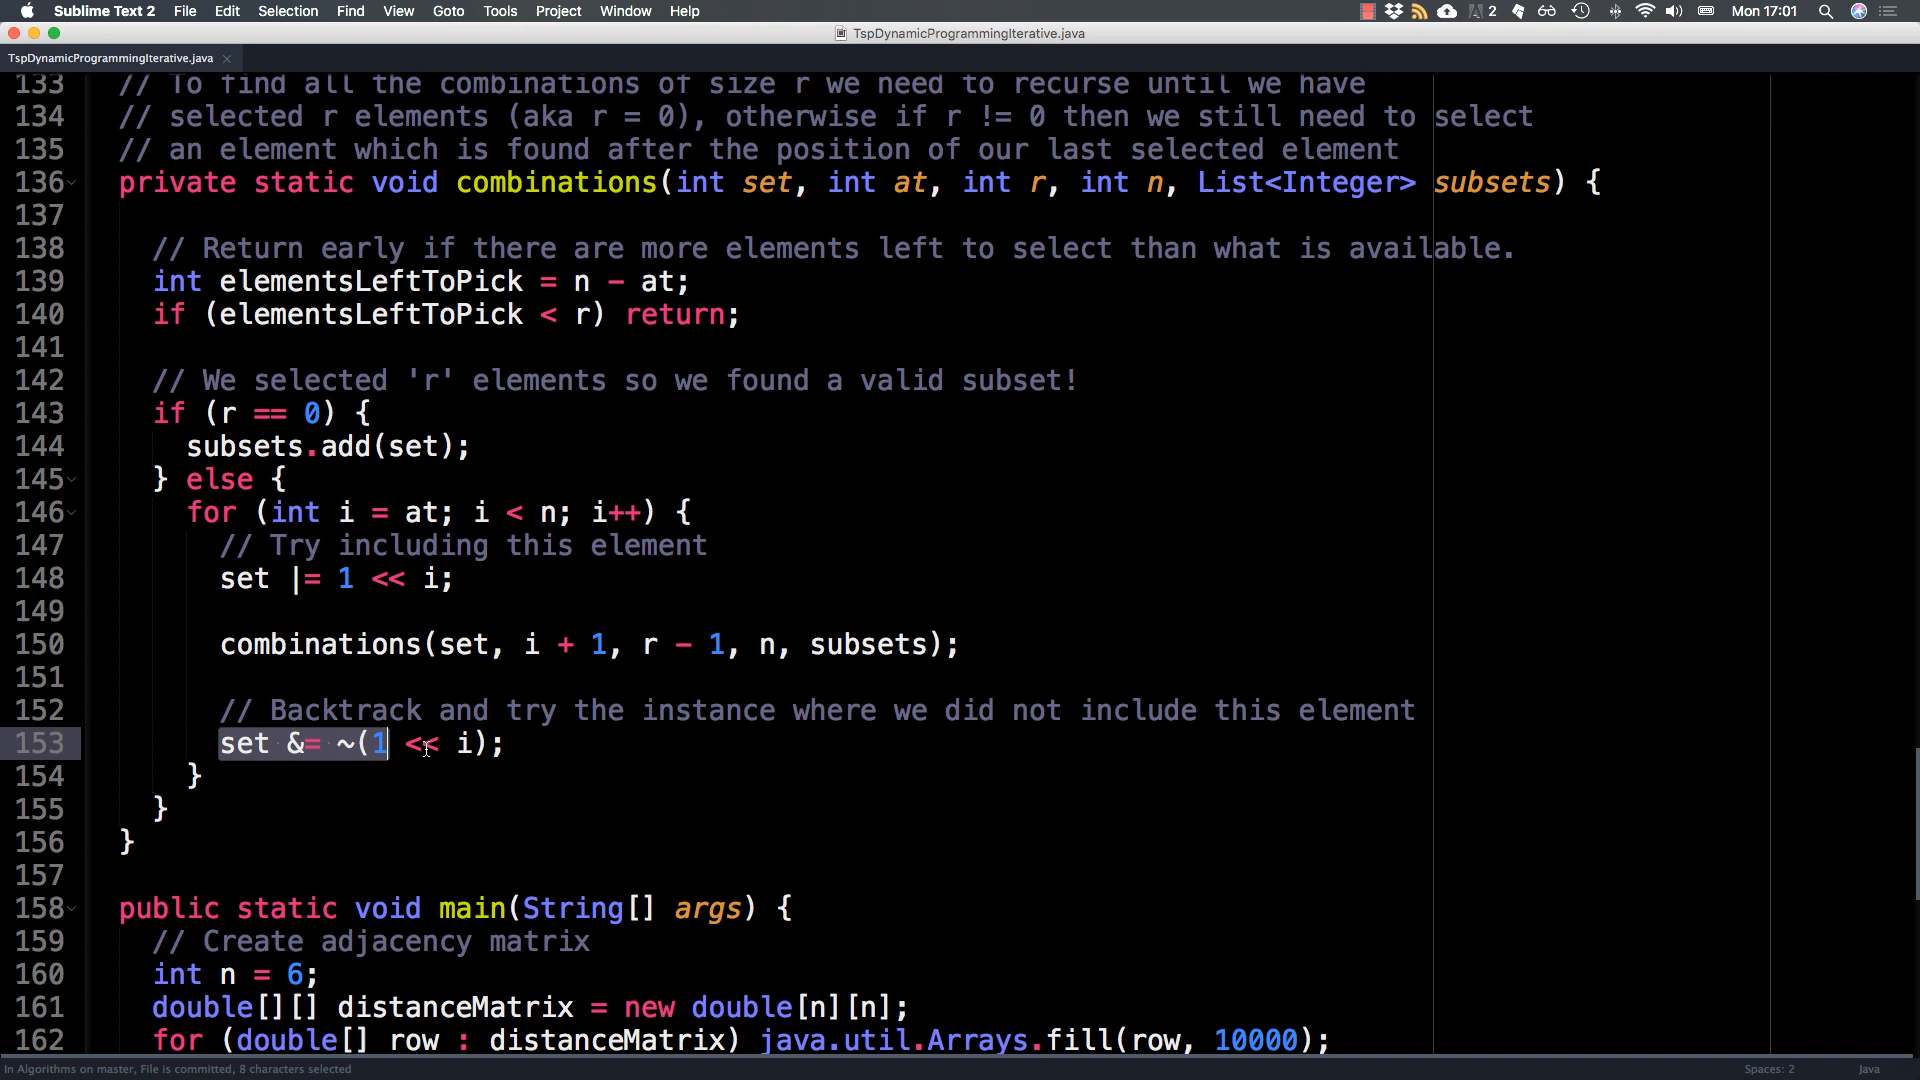 Sublime Text 2 File Edit Selection Find View Goto Tools Project Window Help 2 Mon 17:01
TspDynamicProgrammingIterative.java
TspDynamicProgrammingIterative.java
133 // To find all the combinations of size r we need to recurse until we have
134 // selected r elements (aka r = 0), otherwise if r != 0 then we still need to select
135 // an element which is found after the position of our last selected element
136 private static void combinations(int set, int at, int r, int n, List<Integer> subsets) {
137
138 // Return early if there are more elements left to select than what is available.
139 int elementsLeftToPick = n - at;
140 if (elementsLeftToPick < r) return;
141
142 // We selected 'r' elements so we found a valid subset!
143 if (r == 0) {
144 subsets.add(set);
145 } else {
146 for (int i = at; i < n; i++) {
147 // Try including this element
148 set |= 1 << i;
149
150 combinations(set, i + 1, r - 1, n, subsets);
151
152 // Backtrack and try the instance where we did not include this element
153 set &= ~(1 << i);
154 }
155 }
156 }
157
158 public static void main(String[] args) {
159 // Create adjacency matrix
160 int n = 6;
161 double[][] distanceMatrix = new double[n][n];
162 for (double[] row : distanceMatrix) java.util.Arrays.fill(row, 10000);
In Algorithms on master, File is committed, 8 characters selected Spaces: 2 Java